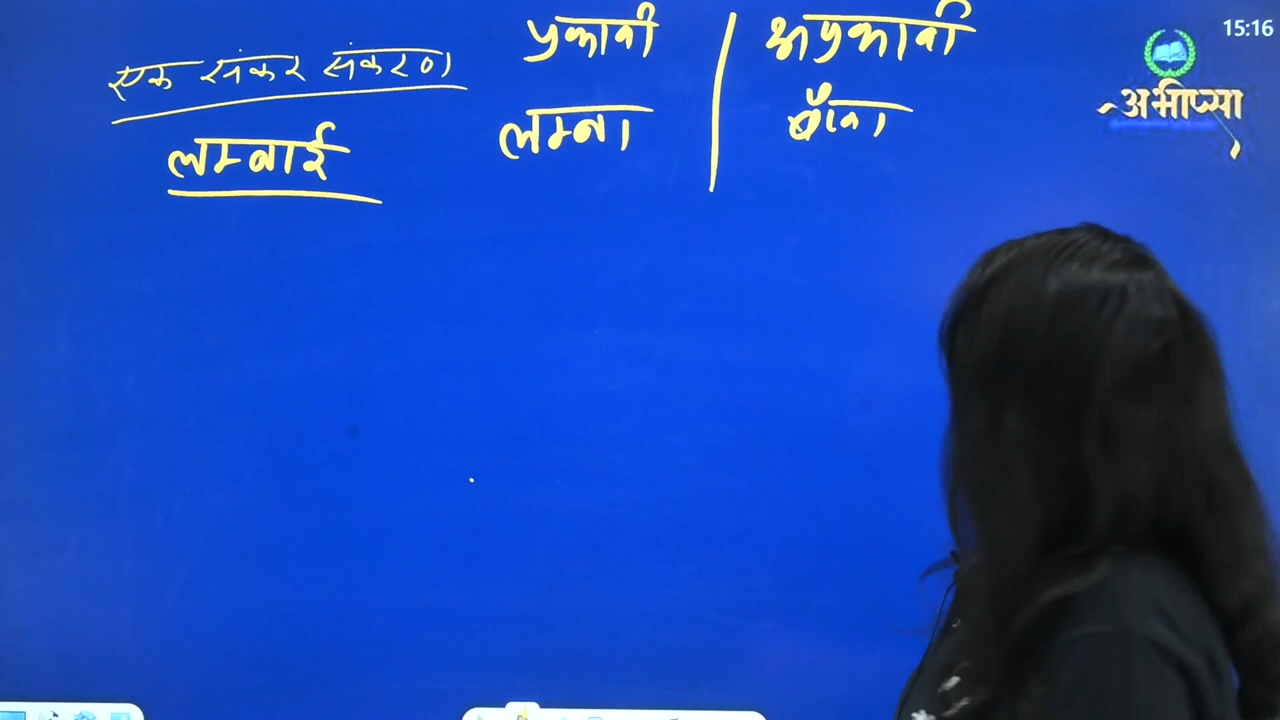 एक संकर संकरण
लम्बाई
प्रभावी | अप्रभावी
लम्बा | बौना
अभीप्सा
15:16